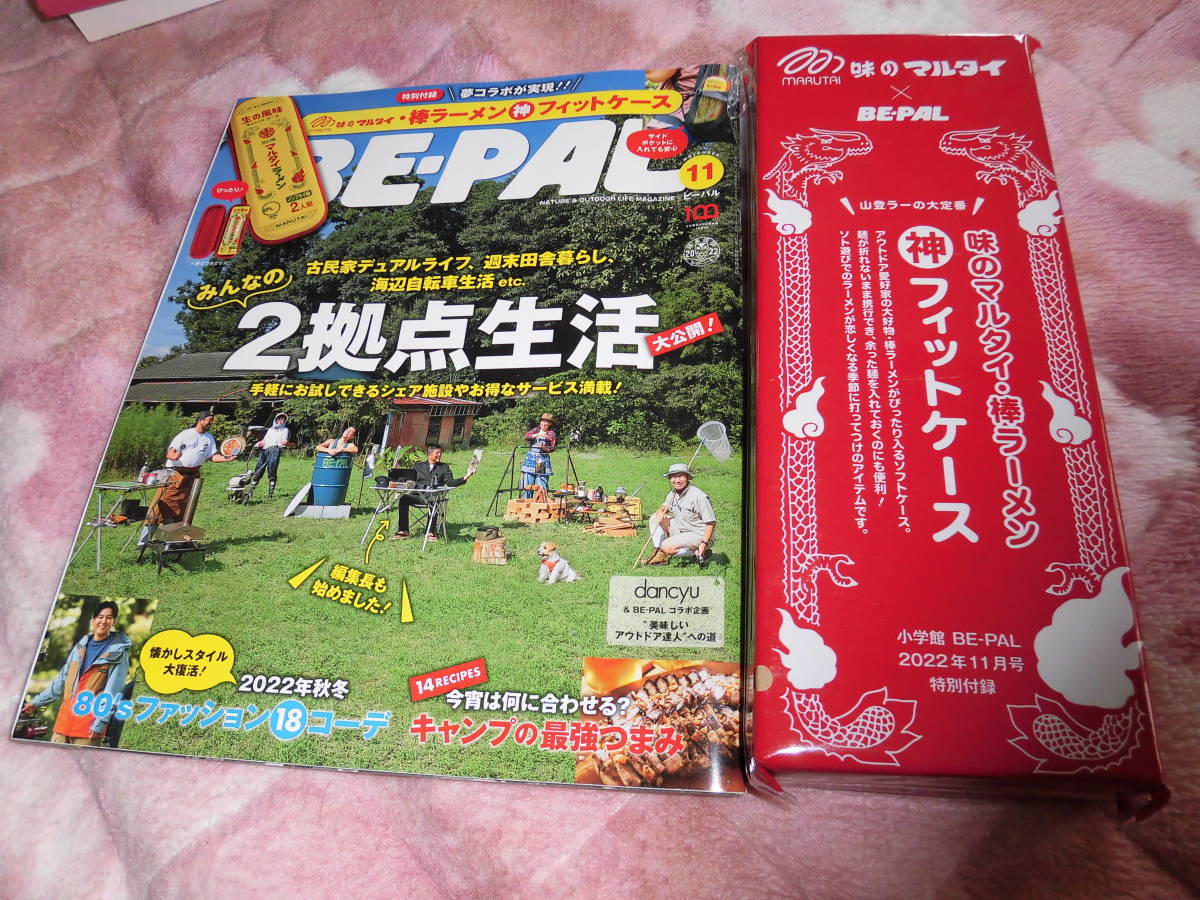 特別付録
夢コラボが実現!!
MARUTAI
味のマルタイ・棒ラーメン 神 フィットケース
BE-PAL
NATURE & OUTDOOR LIFE MAGAZINE
サイド
ポケットに
入れても安心
11
ビーパル
20 22
生の風味
マルタイラーメン
ノンフライ麺
2人前
MARUTAI
ぴったり!
古民家デュアルライフ、週末田舎暮らし、
海辺自転車生活 etc.
みんなの
2拠点生活
大公開!
手軽にお試しできるシェア施設やお得なサービス満載!
BE-PAL
編集長も
始めました!
dancyu
& BE-PAL コラボ企画
"美味しい
アウトドア達人"への道
懐かしスタイル
大復活!
2022年秋冬
80'sファッション18コーデ
14 RECIPES
今宵は何に合わせる?
キャンプの最強つまみ
MARUTAI
味のマルタイ
×
BE-PAL
山登ラーの大定番
味のマルタイ・棒ラーメン
神フィットケース
アウトドア愛好家の大好物・棒ラーメンがぴったり入るソフトケース。
麺が折れないまま携行でき、余った麺を入れておくのにも便利!
ソト遊びでのラーメンが恋しくなる季節に打ってつけのアイテムです。
小学館 BE-PAL
2022年11月号
特別付録